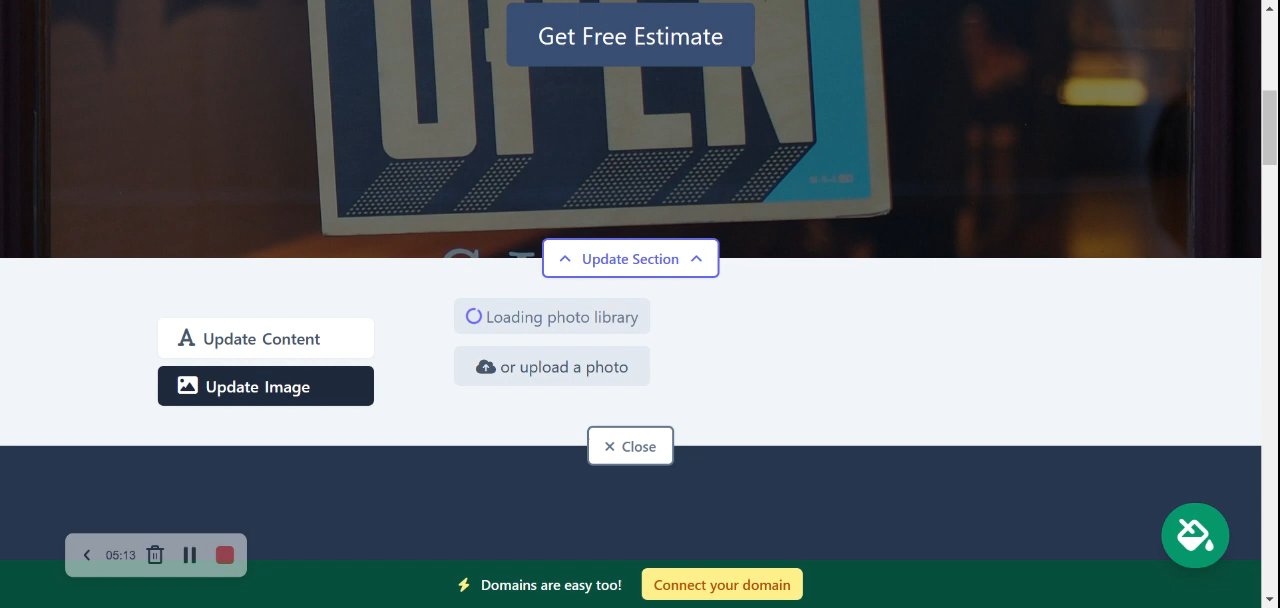 Get Free Estimate
OPEN
Update Section
Update Content
Update Image
Loading photo library
or upload a photo
Close
05:13
Domains are easy too!
Connect your domain